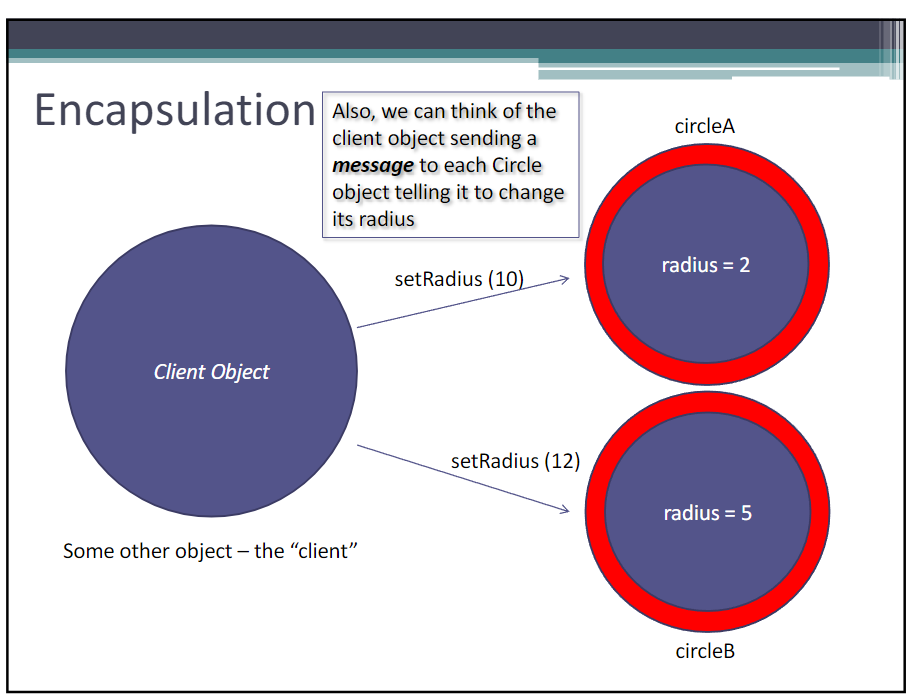 Encapsulation
Also, we can think of the
client object sending a
message to each Circle
object telling it to change
its radius
circleA
radius = 2
setRadius (10)
Client Object
setRadius (12)
radius = 5
Some other object – the “client”
circleB